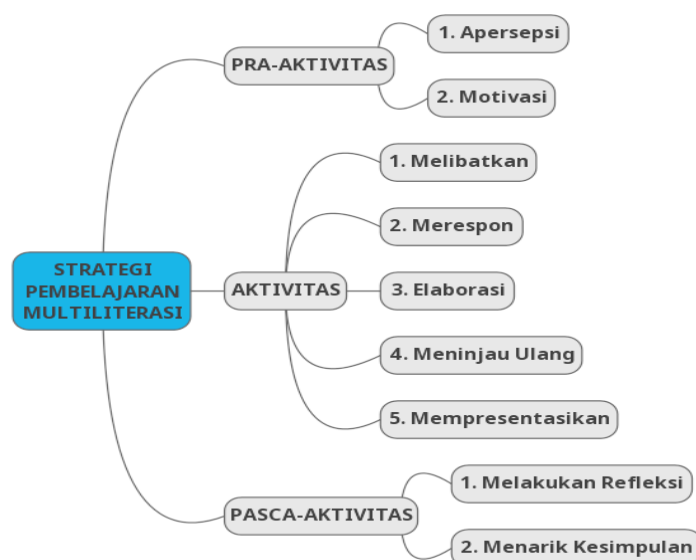 STRATEGI
PEMBELAJARAN
MULTILITERASI
PRA-AKTIVITAS
1. Apersepsi
2. Motivasi
AKTIVITAS
1. Melibatkan
2. Merespon
3. Elaborasi
4. Meninjau Ulang
5. Mempresentasikan
PASCA-AKTIVITAS
1. Melakukan Refleksi
2. Menarik Kesimpulan